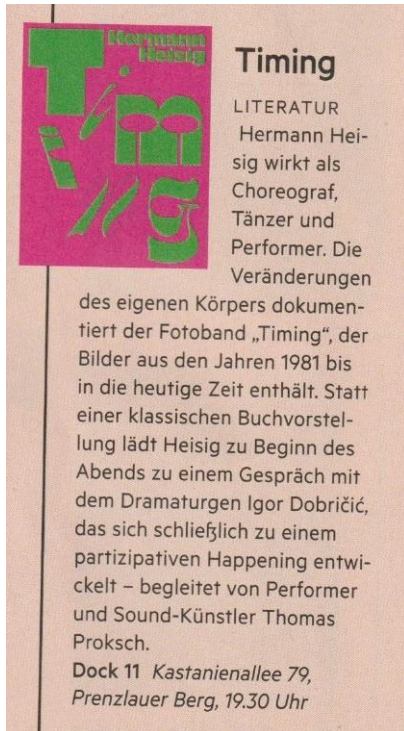 Hermann
Heisig
Timing
Timing
LITERATUR
Hermann Hei-
sig wirkt als
Choreograf,
Tänzer und
Performer. Die
Veränderungen
des eigenen Körpers dokumen-
tiert der Fotoband „Timing“, der
Bilder aus den Jahren 1981 bis
in die heutige Zeit enthält. Statt
einer klassischen Buchvorstel-
lung lädt Heisig zu Beginn des
Abends zu einem Gespräch mit
dem Dramaturgen Igor Dobričić,
das sich schließlich zu einem
partizipativen Happening entwi-
ckelt – begleitet von Performer
und Sound-Künstler Thomas
Proksch.
Dock 11 Kastanienallee 79,
Prenzlauer Berg, 19.30 Uhr